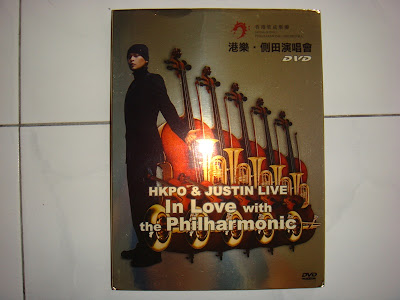 港樂·側田演唱會
DVD
HKPO & JUSTIN LIVE
In Love with
the Philharmonic
DVD